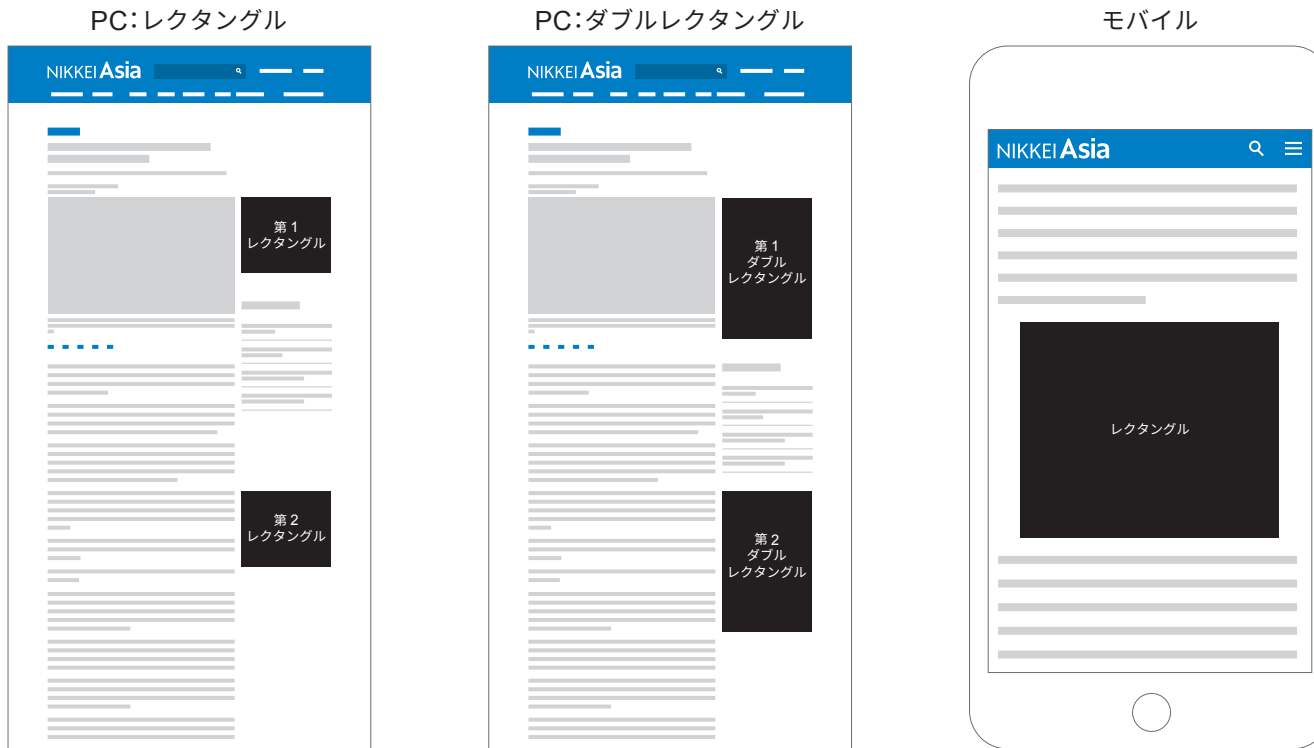 PC：レクタングル
NIKKEI Asia
第 1
レクタングル
第 2
レクタングル
PC：ダブルレクタングル
NIKKEI Asia
第 1
ダブル
レクタングル
第 2
ダブル
レクタングル
モバイル
NIKKEI Asia
レクタングル